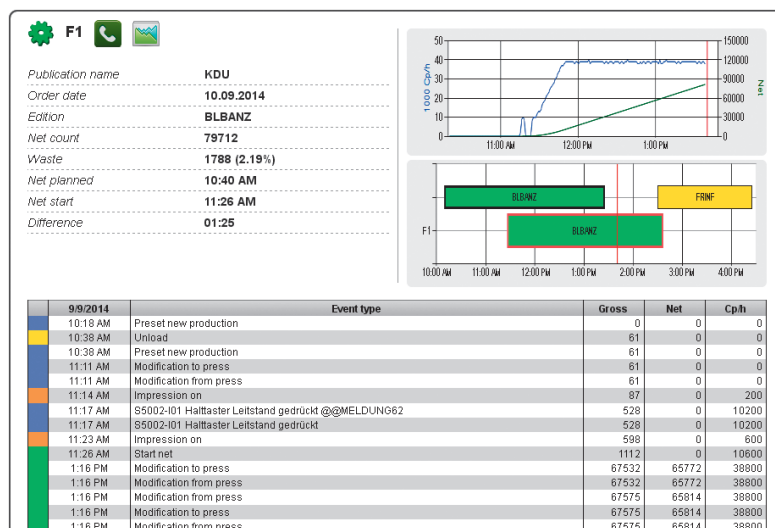 F1
Publication name KDU
Order date 10.09.2014
Edition BLBANZ
Net count 79712
Waste 1788 (2.19%)
Net planned 10:40 AM
Net start 11:26 AM
Difference 01:25
1000 Cp/h
50
40
30
20
10
0
150000
120000
90000
60000
30000
0
Net
11:00 AM 12:00 PM 1:00 PM
BLBANZ FRINF
F1 BLBANZ
10:00 AM 11:00 AM 12:00 PM 1:00 PM 2:00 PM 3:00 PM 4:00 PM
9/9/2014 Event type Gross Net Cp/h
10:18 AM Preset new production 0 0 0
10:38 AM Unload 61 0 0
10:38 AM Preset new production 61 0 0
11:11 AM Modification to press 61 0 0
11:11 AM Modification from press 61 0 0
11:14 AM Impression on 87 0 200
11:17 AM S5002-I01 Halttaster Leitstand gedrückt @@MELDUNG62 528 0 10200
11:17 AM S5002-I01 Halttaster Leitstand gedrückt 528 0 10200
11:23 AM Impression on 598 0 600
11:26 AM Start net 1112 0 10600
1:16 PM Modification to press 67532 65772 38800
1:16 PM Modification from press 67532 65772 38800
1:16 PM Modification from press 67575 65814 38800
1:16 PM Modification to press 67575 65814 38800
1:16 PM Modification from press 67575 65814 38800